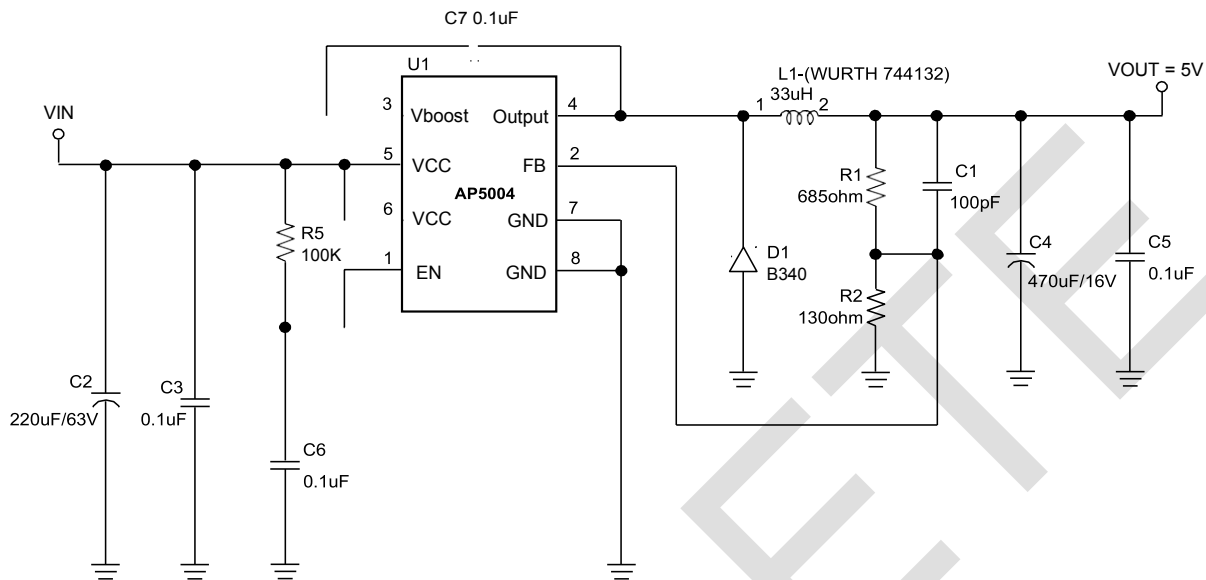 C7 0.1uF
U1
L1-(WURTH 744132)
33uH
VOUT = 5V
VIN
3 Vboost Output 4
1 2
5 VCC FB 2
AP5004
6 VCC GND 7
1 EN GND 8
R5
100K
R1
685ohm
C1
100pF
D1
B340
R2
130ohm
C4
470uF/16V
C5
0.1uF
C2
220uF/63V
C3
0.1uF
C6
0.1uF
ETE